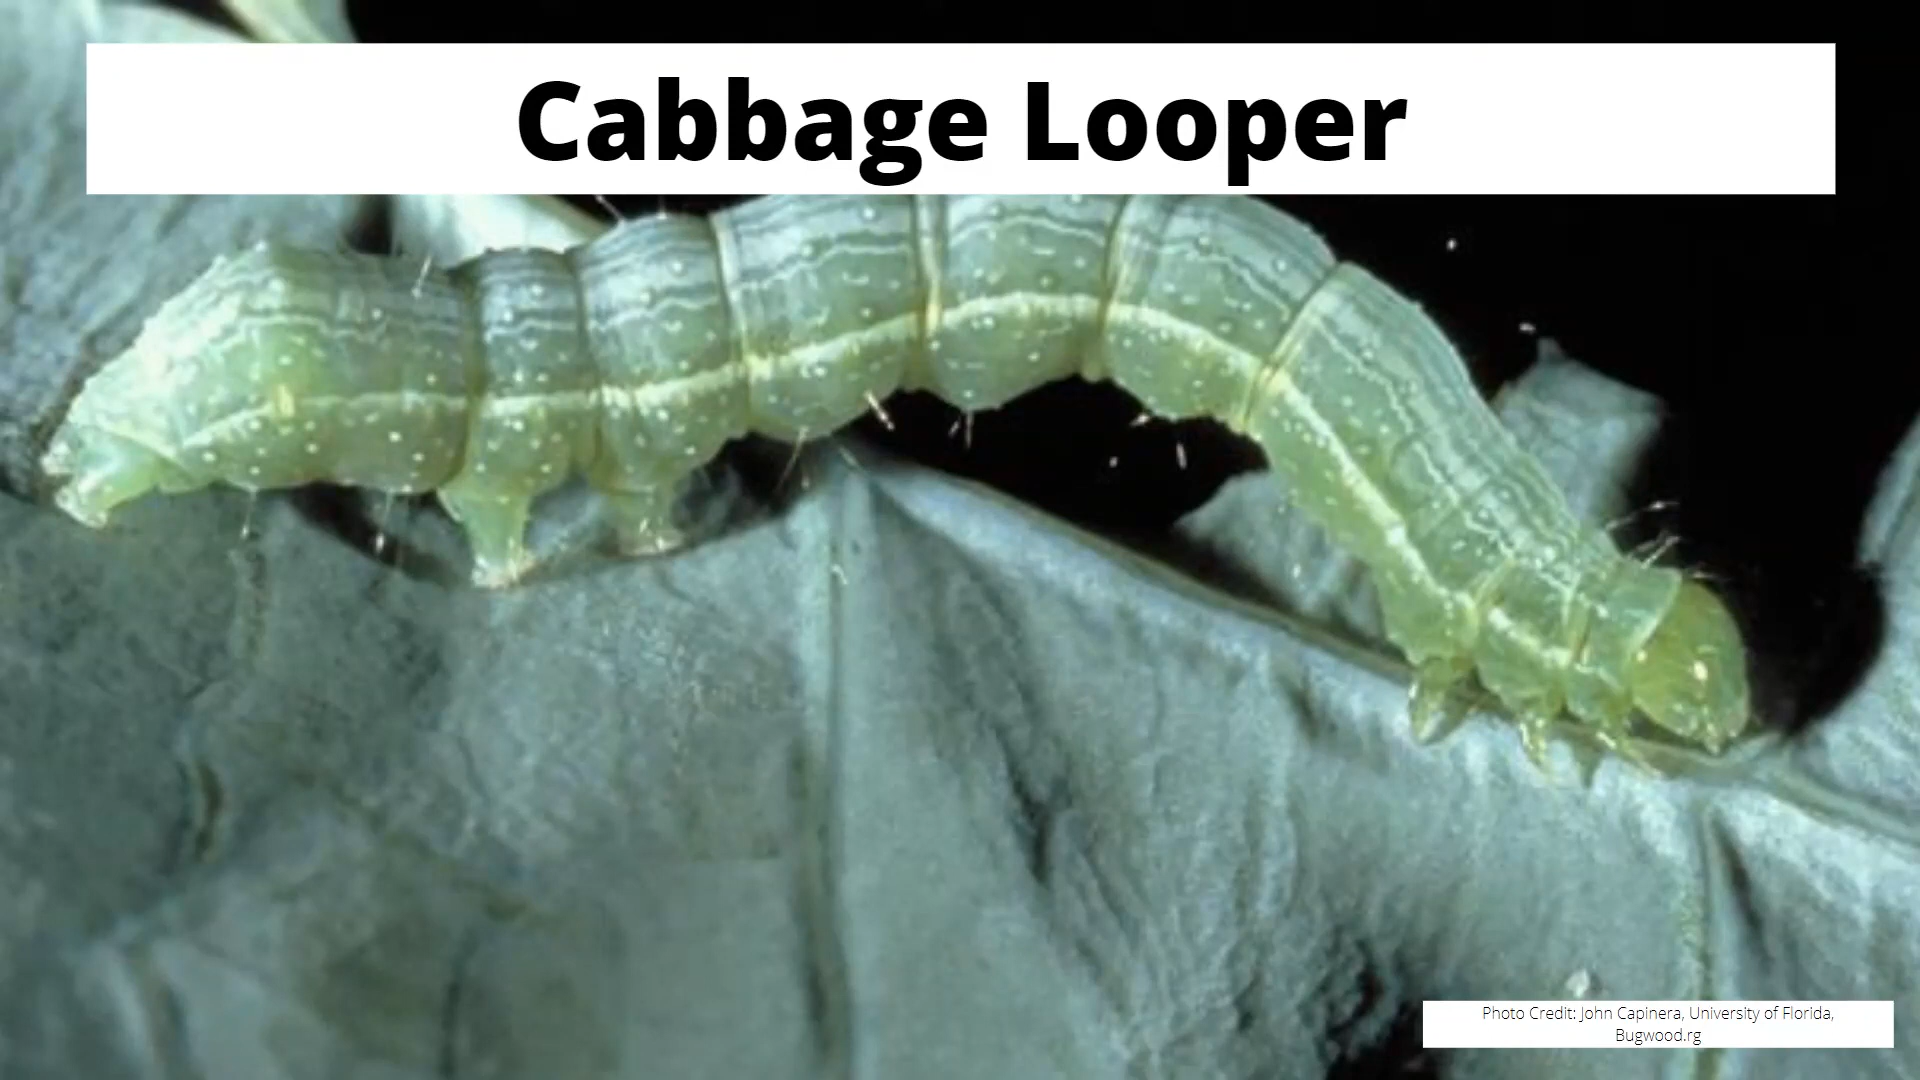 Cabbage Looper
Photo Credit: John Capinera, University of Florida,
Bugwood.rg